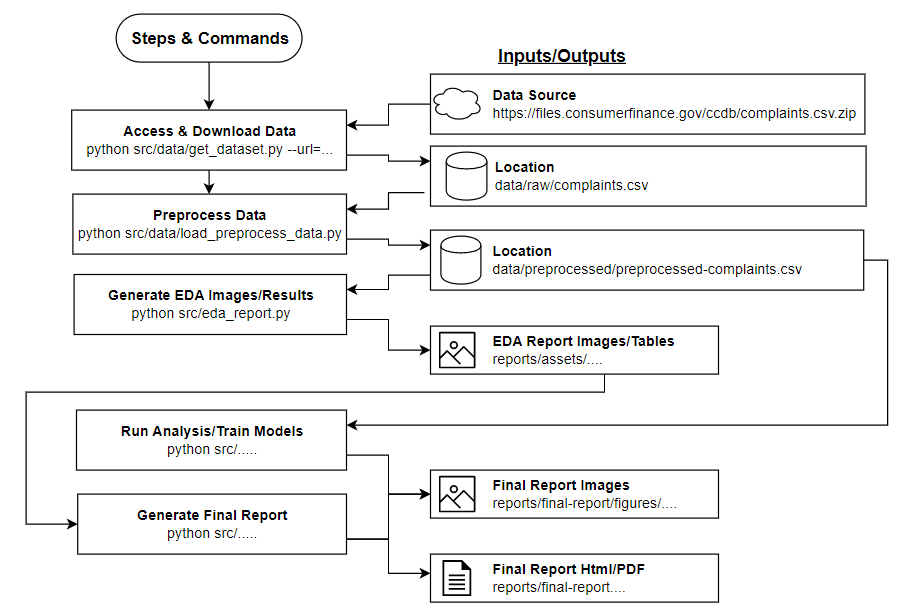 Steps & Commands
Inputs/Outputs
Data Source
https://files.consumerfinance.gov/ccdb/complaints.csv.zip
Access & Download Data
python src/data/get_dataset.py --url=...
Location
data/raw/complaints.csv
Preprocess Data
python src/data/load_preprocess_data.py
Location
data/preprocessed/preprocessed-complaints.csv
Generate EDA Images/Results
python src/eda_report.py
EDA Report Images/Tables
reports/assets/....
Run Analysis/Train Models
python src/.....
Final Report Images
reports/final-report/figures/....
Generate Final Report
python src/.....
Final Report Html/PDF
reports/final-report....